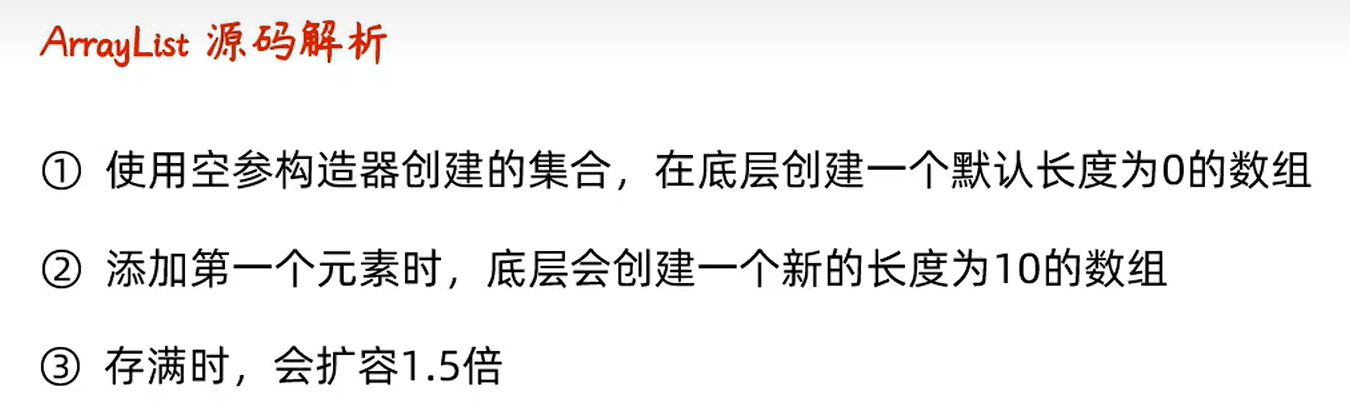 ArrayList 源码解析
① 使用空参构造器创建的集合，在底层创建一个默认长度为0的数组
② 添加第一个元素时，底层会创建一个新的长度为10的数组
③ 存满时，会扩容1.5倍